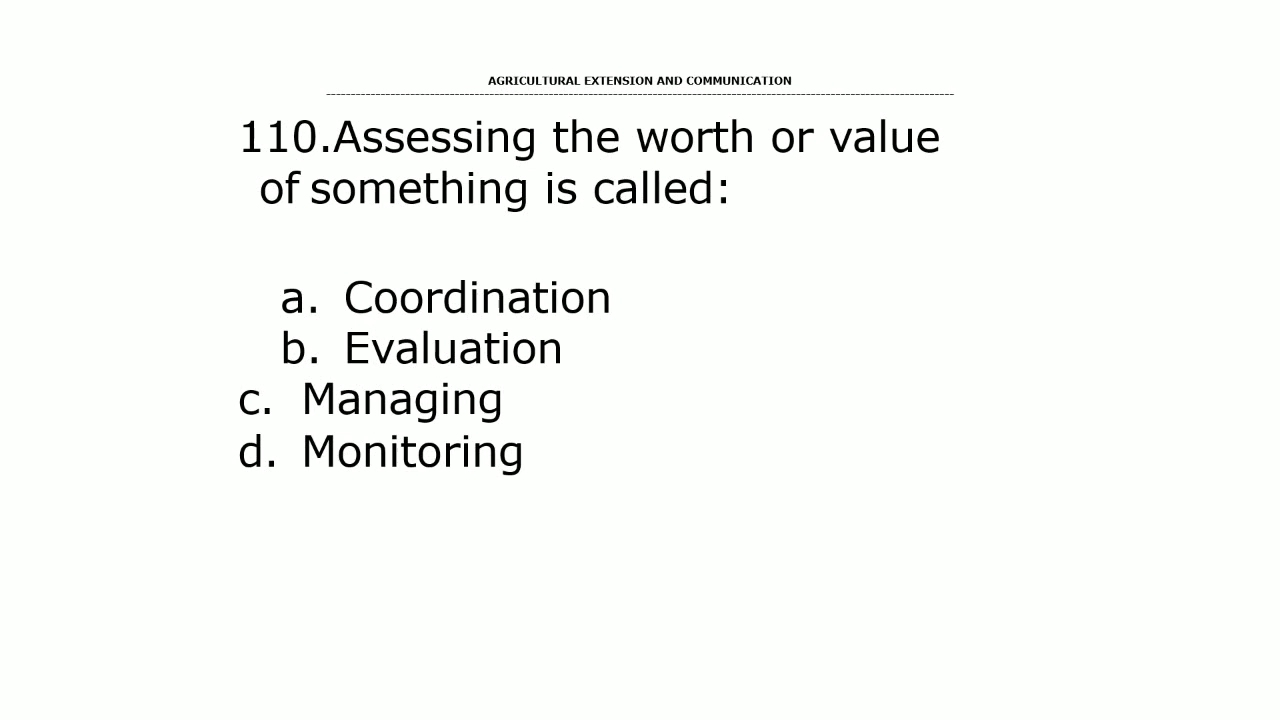 AGRICULTURAL EXTENSION AND COMMUNICATION
110.Assessing the worth or value
of something is called:
a. Coordination
b. Evaluation
c. Managing
d. Monitoring